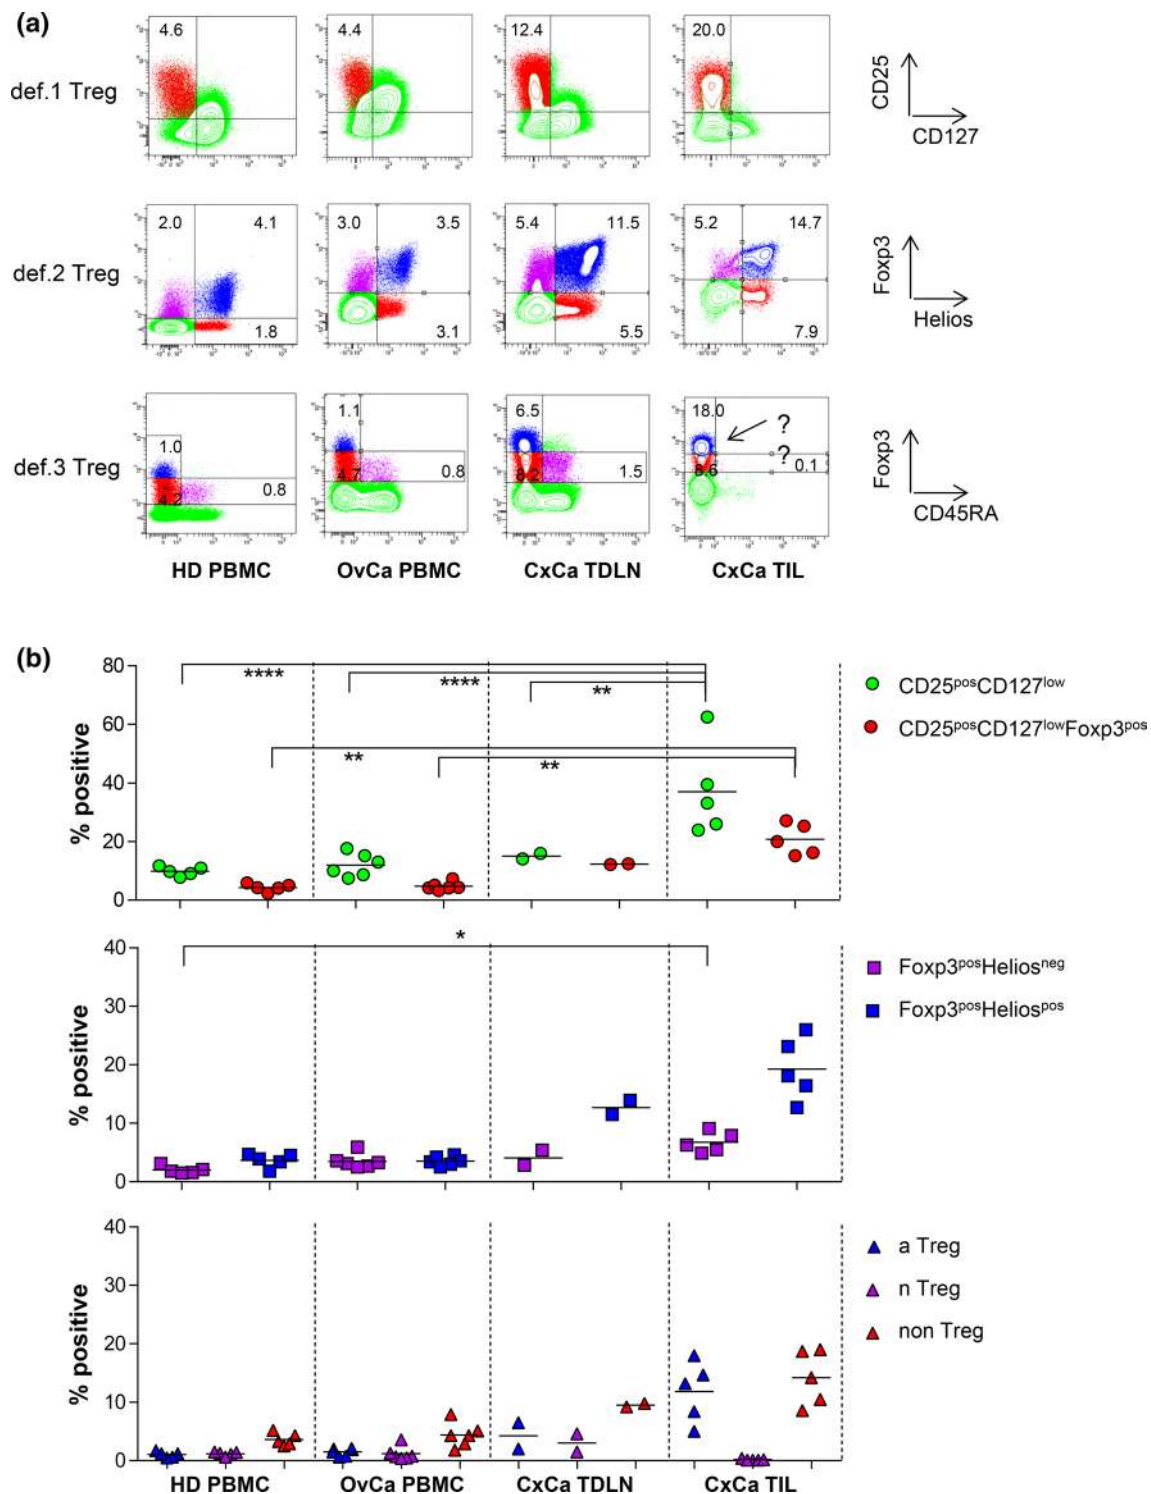 (a)
4.6 4.4 12.4 20.0
def.1 Treg
CD25
CD127
2.0 4.1 3.0 3.5 5.4 11.5 5.2 14.7
def.2 Treg
Foxp3
Helios
1.8 3.1 5.5 7.9
1.0 1.1 6.5 18.0 ?
def.3 Treg
?
4.2 0.8 4.7 0.8 8.2 1.5 8.6 0.1
Foxp3
CD45RA
HD PBMC OvCa PBMC CxCa TDLN CxCa TIL
(b)
80
60
40
20
0
% positive
**** **** **
** **
CD25posCD127low
CD25posCD127lowFoxp3pos
40
30
20
10
0
% positive
*
Foxp3posHeliosneg
Foxp3posHeliospos
40
30
20
10
0
% positive
a Treg
n Treg
non Treg
HD PBMC OvCa PBMC CxCa TDLN CxCa TIL